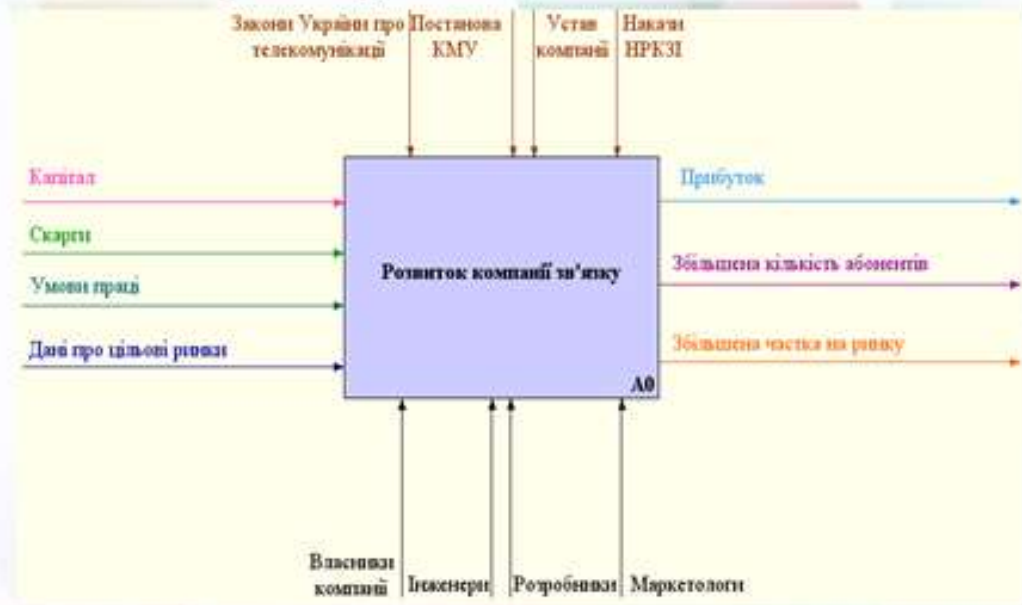 Закони України про
телекомунікації
Постанова
КМУ
Устав
компанії
Накази
НРКЗІ
Капітал
Скарги
Умови праці
Дані про цільові ринки
Розвиток компанії зв'язку
A0
Прибуток
Збільшена кількість абонентів
Збільшена частка на ринку
Власники
компанії
Інженери
Розробники
Маркетологи